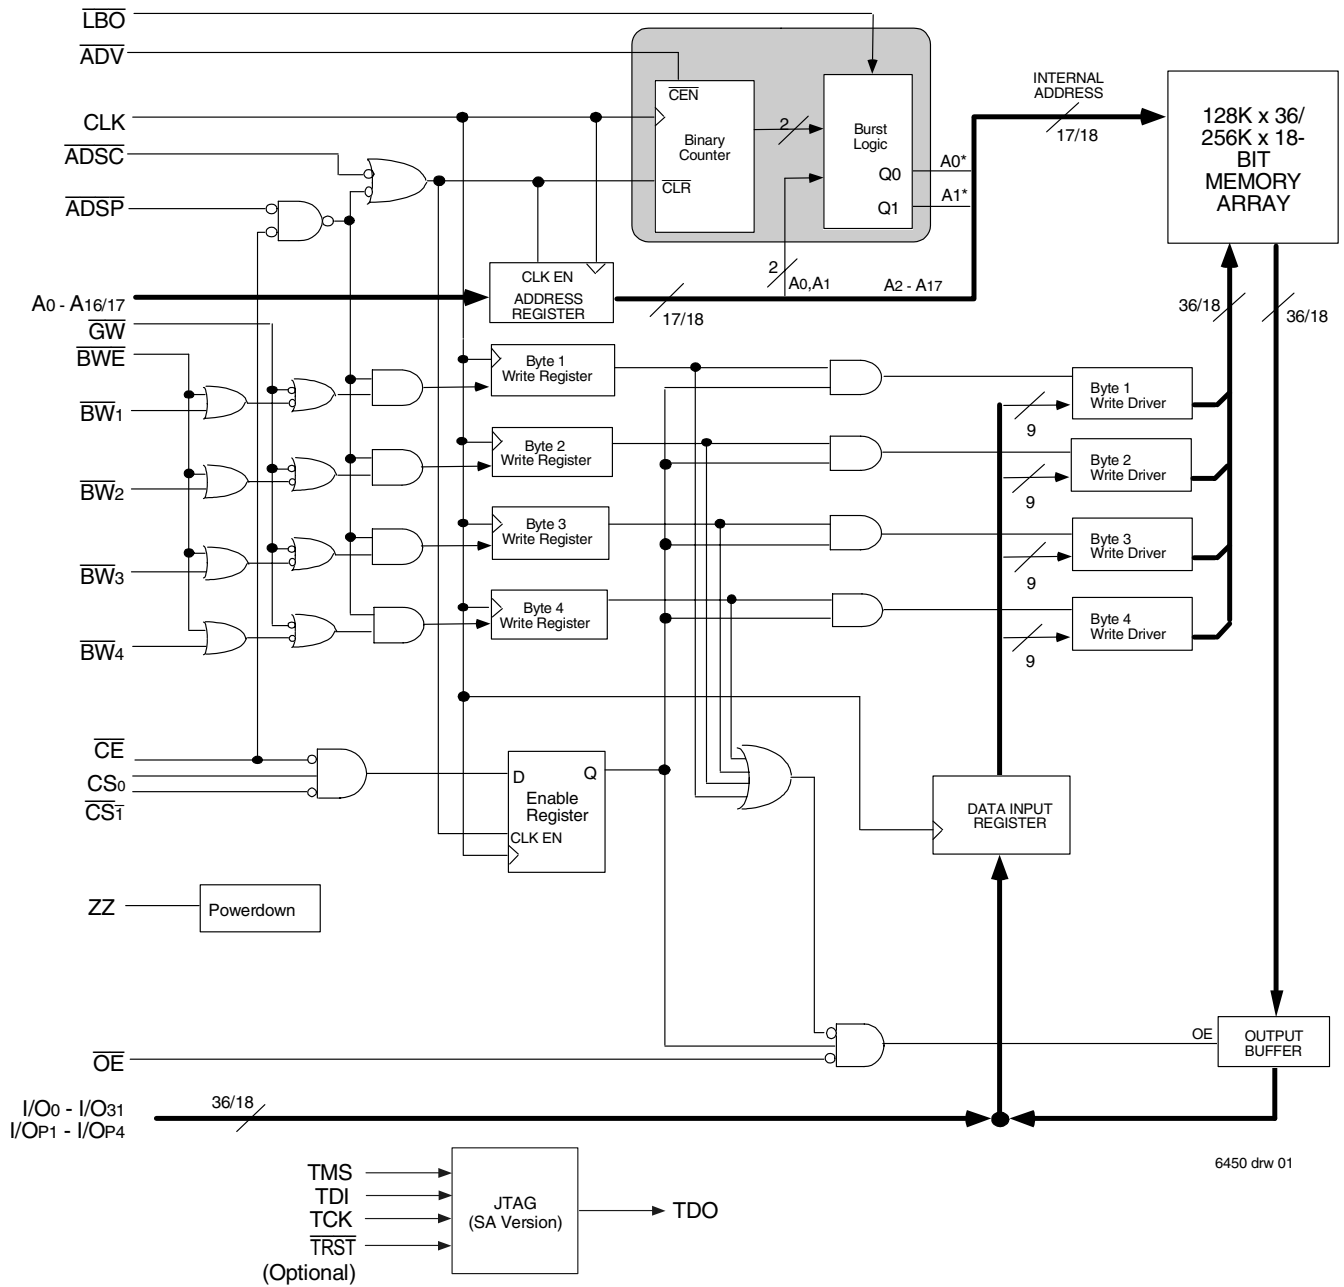 LBO
ADV
CLK
ADSC
ADSP
A0 - A16/17
GW
BWE
BW1
BW2
BW3
BW4
CE
CS0
CS1
ZZ
Powerdown
OE
I/O0 - I/O31
I/OP1 - I/OP4
36/18
CEN
Binary
Counter
CLR
2
Burst
Logic
Q0
Q1
A0*
A1*
INTERNAL
ADDRESS
17/18
128K x 36/
256K x 18-
BIT
MEMORY
ARRAY
CLK EN
ADDRESS
REGISTER
17/18
2
A0,A1
A2 - A17
36/18
36/18
Byte 1
Write Register
Byte 2
Write Register
Byte 3
Write Register
Byte 4
Write Register
9
Byte 1
Write Driver
9
Byte 2
Write Driver
9
Byte 3
Write Driver
9
Byte 4
Write Driver
D
Q
Enable
Register
CLK EN
DATA INPUT
REGISTER
OE
OUTPUT
BUFFER
6450 drw 01
TMS
TDI
TCK
TRST
(Optional)
JTAG
(SA Version)
TDO